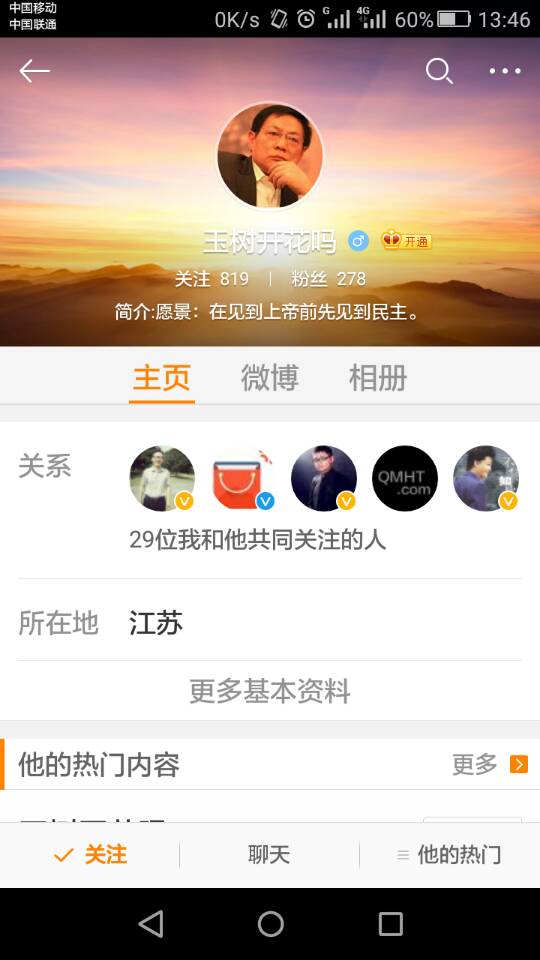 中国移动
中国联通
0K/s G 4G 60% 13:46
玉树开花吗 开通
关注 819 | 粉丝 278
简介:愿景：在见到上帝前先见到民主。
主页 微博 相册
关系
QMHT
.com
29位我和他共同关注的人
所在地 江苏
更多基本资料
他的热门内容 更多
关注 聊天 他的热门